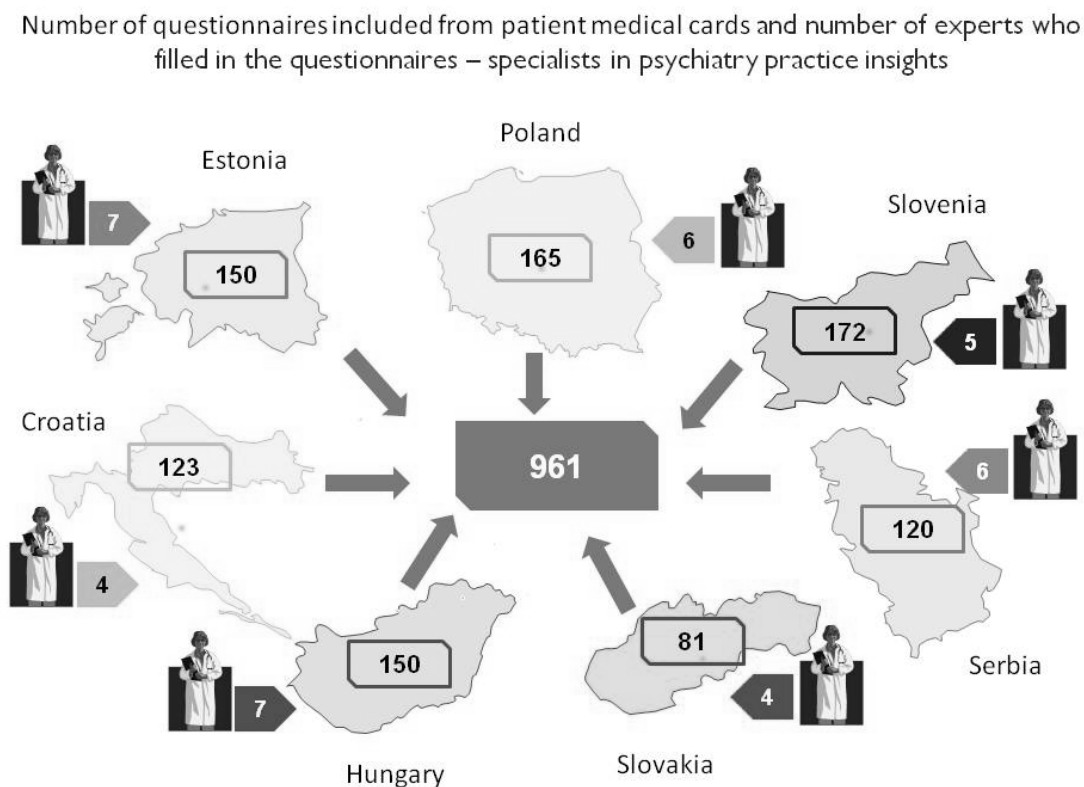 Number of questionnaires included from patient medical cards and number of experts who
filled in the questionnaires – specialists in psychiatry practice insights
Poland
Estonia
Slovenia
7
150
165
6
172
5
Croatia
123
961
6
120
4
150
7
81
4
Serbia
Hungary
Slovakia